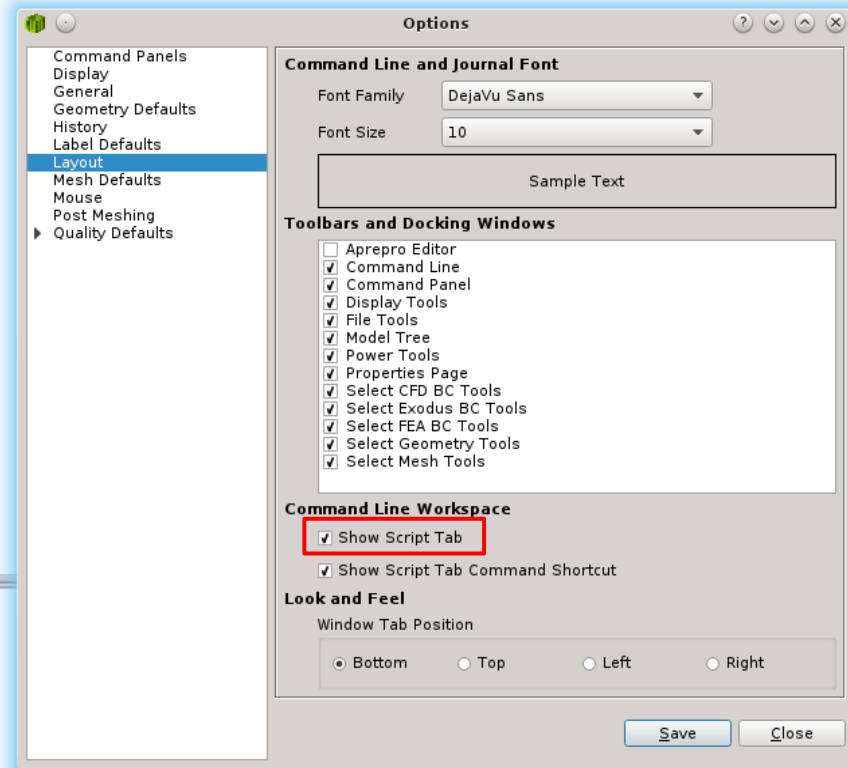 Options
Command Panels
Display
General
Geometry Defaults
History
Label Defaults
Layout
Mesh Defaults
Mouse
Post Meshing
Quality Defaults
Command Line and Journal Font
Font Family DejaVu Sans
Font Size 10
Sample Text
Toolbars and Docking Windows
Aprepro Editor
Command Line
Command Panel
Display Tools
File Tools
Model Tree
Power Tools
Properties Page
Select CFD BC Tools
Select Exodus BC Tools
Select FEA BC Tools
Select Geometry Tools
Select Mesh Tools
Command Line Workspace
Show Script Tab
Show Script Tab Command Shortcut
Look and Feel
Window Tab Position
Bottom Top Left Right
Save Close